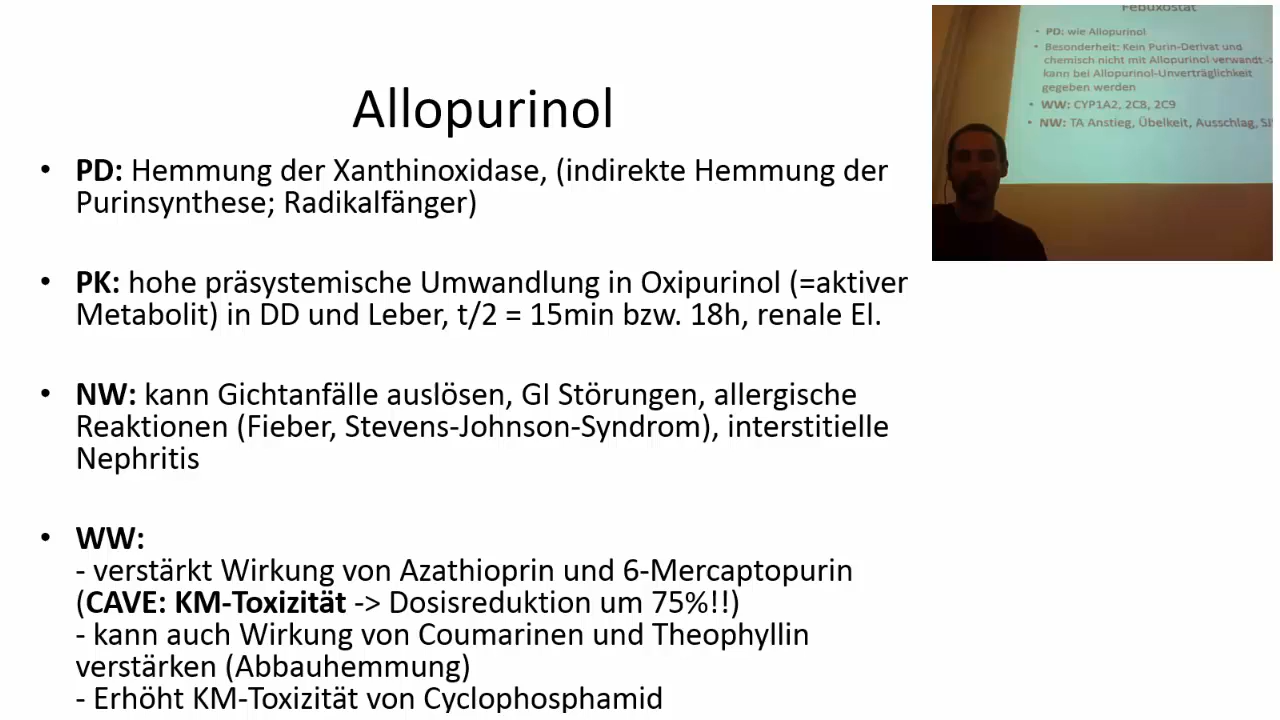 Allopurinol
• PD: Hemmung der Xanthinoxidase, (indirekte Hemmung der
Purinsynthese; Radikalfänger)
• PK: hohe präsystemische Umwandlung in Oxipurinol (=aktiver
Metabolit) in DD und Leber, t/2 = 15min bzw. 18h, renale El.
• NW: kann Gichtanfälle auslösen, GI Störungen, allergische
Reaktionen (Fieber, Stevens-Johnson-Syndrom), interstitielle
Nephritis
• WW:
- verstärkt Wirkung von Azathioprin und 6-Mercaptopurin
(CAVE: KM-Toxizität -> Dosisreduktion um 75%!!)
- kann auch Wirkung von Coumarinen und Theophyllin
verstärken (Abbauhemmung)
- Erhöht KM-Toxizität von Cyclophosphamid
Febuxostat
• PD: wie Allopurinol
• Besonderheit: Kein Purin-Derivat und
chemisch nicht mit Allopurinol verwandt -
kann bei Allopurinol-Unverträglichkeit
gegeben werden
• WW: CYP1A2, 2C8, 2C9
• NW: TA Anstieg, Übelkeit, Ausschlag,